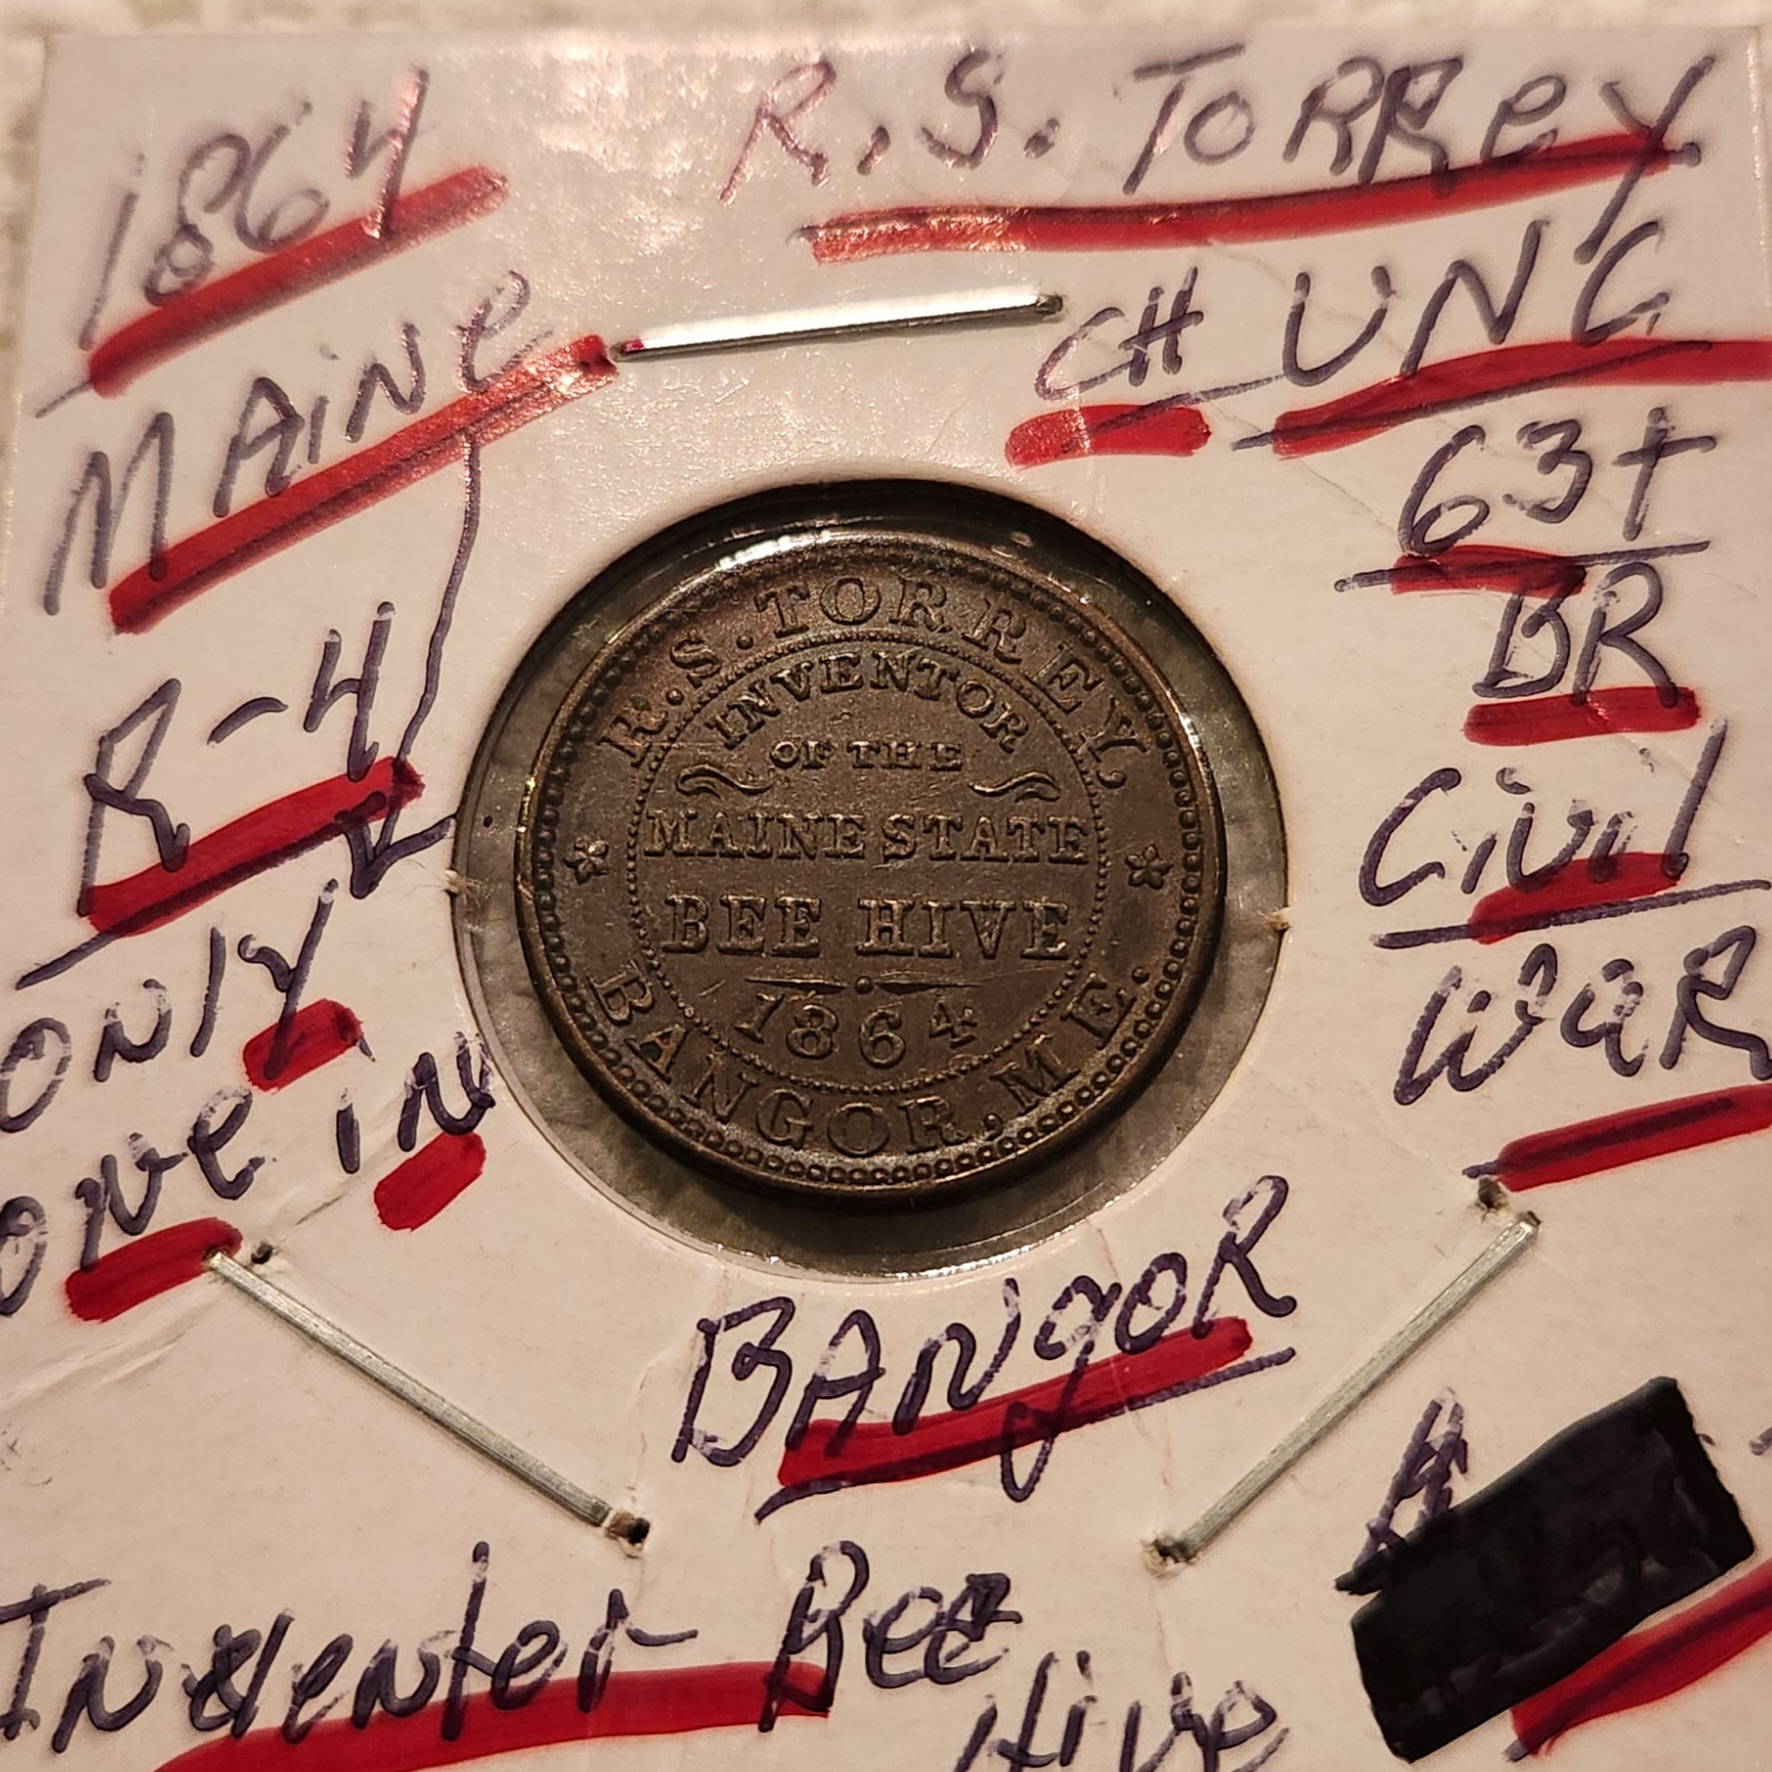 1864
R.S. TORRey
MAiNe
CH UNC
63+
BR
R-4
Civil
WAR
ONly
ONe iN
R.S. TORREY,
INVENTOR
OF THE
MAINE STATE
BEE HIVE
1864
BANGOR, ME.
BANgoR
Inventer - Bee
Hive